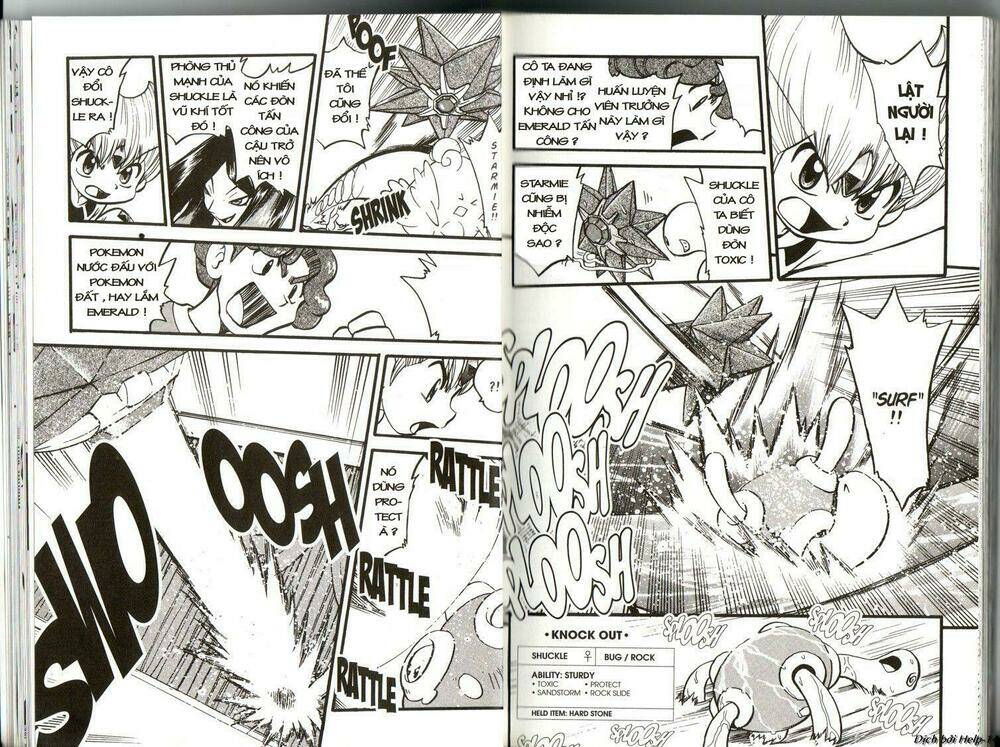 VẬY CÔ
ĐỔI
SHUCK-
LE RA !
PHÒNG THỦ
MẠNH CỦA
SHUCKLE LÀ
VŨ KHÍ TỐT
ĐÓ !
NÓ KHIẾN
CÁC ĐÒN
TẤN
CÔNG CỦA
CẬU TRỞ
NÊN VÔ
ÍCH !
ĐÃ THẾ
TÔI
CŨNG
ĐỔI !
POOF
STARMIE!!
SHRINK
POKEMON
NƯỚC ĐẤU VỚI
POKEMON
ĐẤT , HAY LẮM
EMERALD !
?!
SWO
OOSH
NÓ
DÙNG
PRO-
TECT
À ?
RATTLE
RATTLE
RATTLE
CÔ TA ĐANG
ĐỊNH LÀM GÌ
VẬY NHỈ !?
KHÔNG CHO
EMERALD TẤN
CÔNG ?
HUẤN LUYỆN
VIÊN TRƯỞNG
NÀY LÀM GÌ
VẬY ?
LẬT
NGƯỜI
LẠI !
STARMIE
CŨNG BỊ
NHIỄM
ĐỘC
SAO ?
SHUCKLE
CỦA CÔ
TA BIẾT
DÙNG
ĐÒN
TOXIC !
"SURF"
!!
SPLOOSH
SPLOOSH
SPLOOSH
• KNOCK OUT •
SHUCKLE ♀ BUG / ROCK
ABILITY: STURDY
• TOXIC • PROTECT
• SANDSTORM • ROCK SLIDE
HELD ITEM: HARD STONE
SPLOOSH
SPLOOSH
SPLOOSH
SPLOOSH